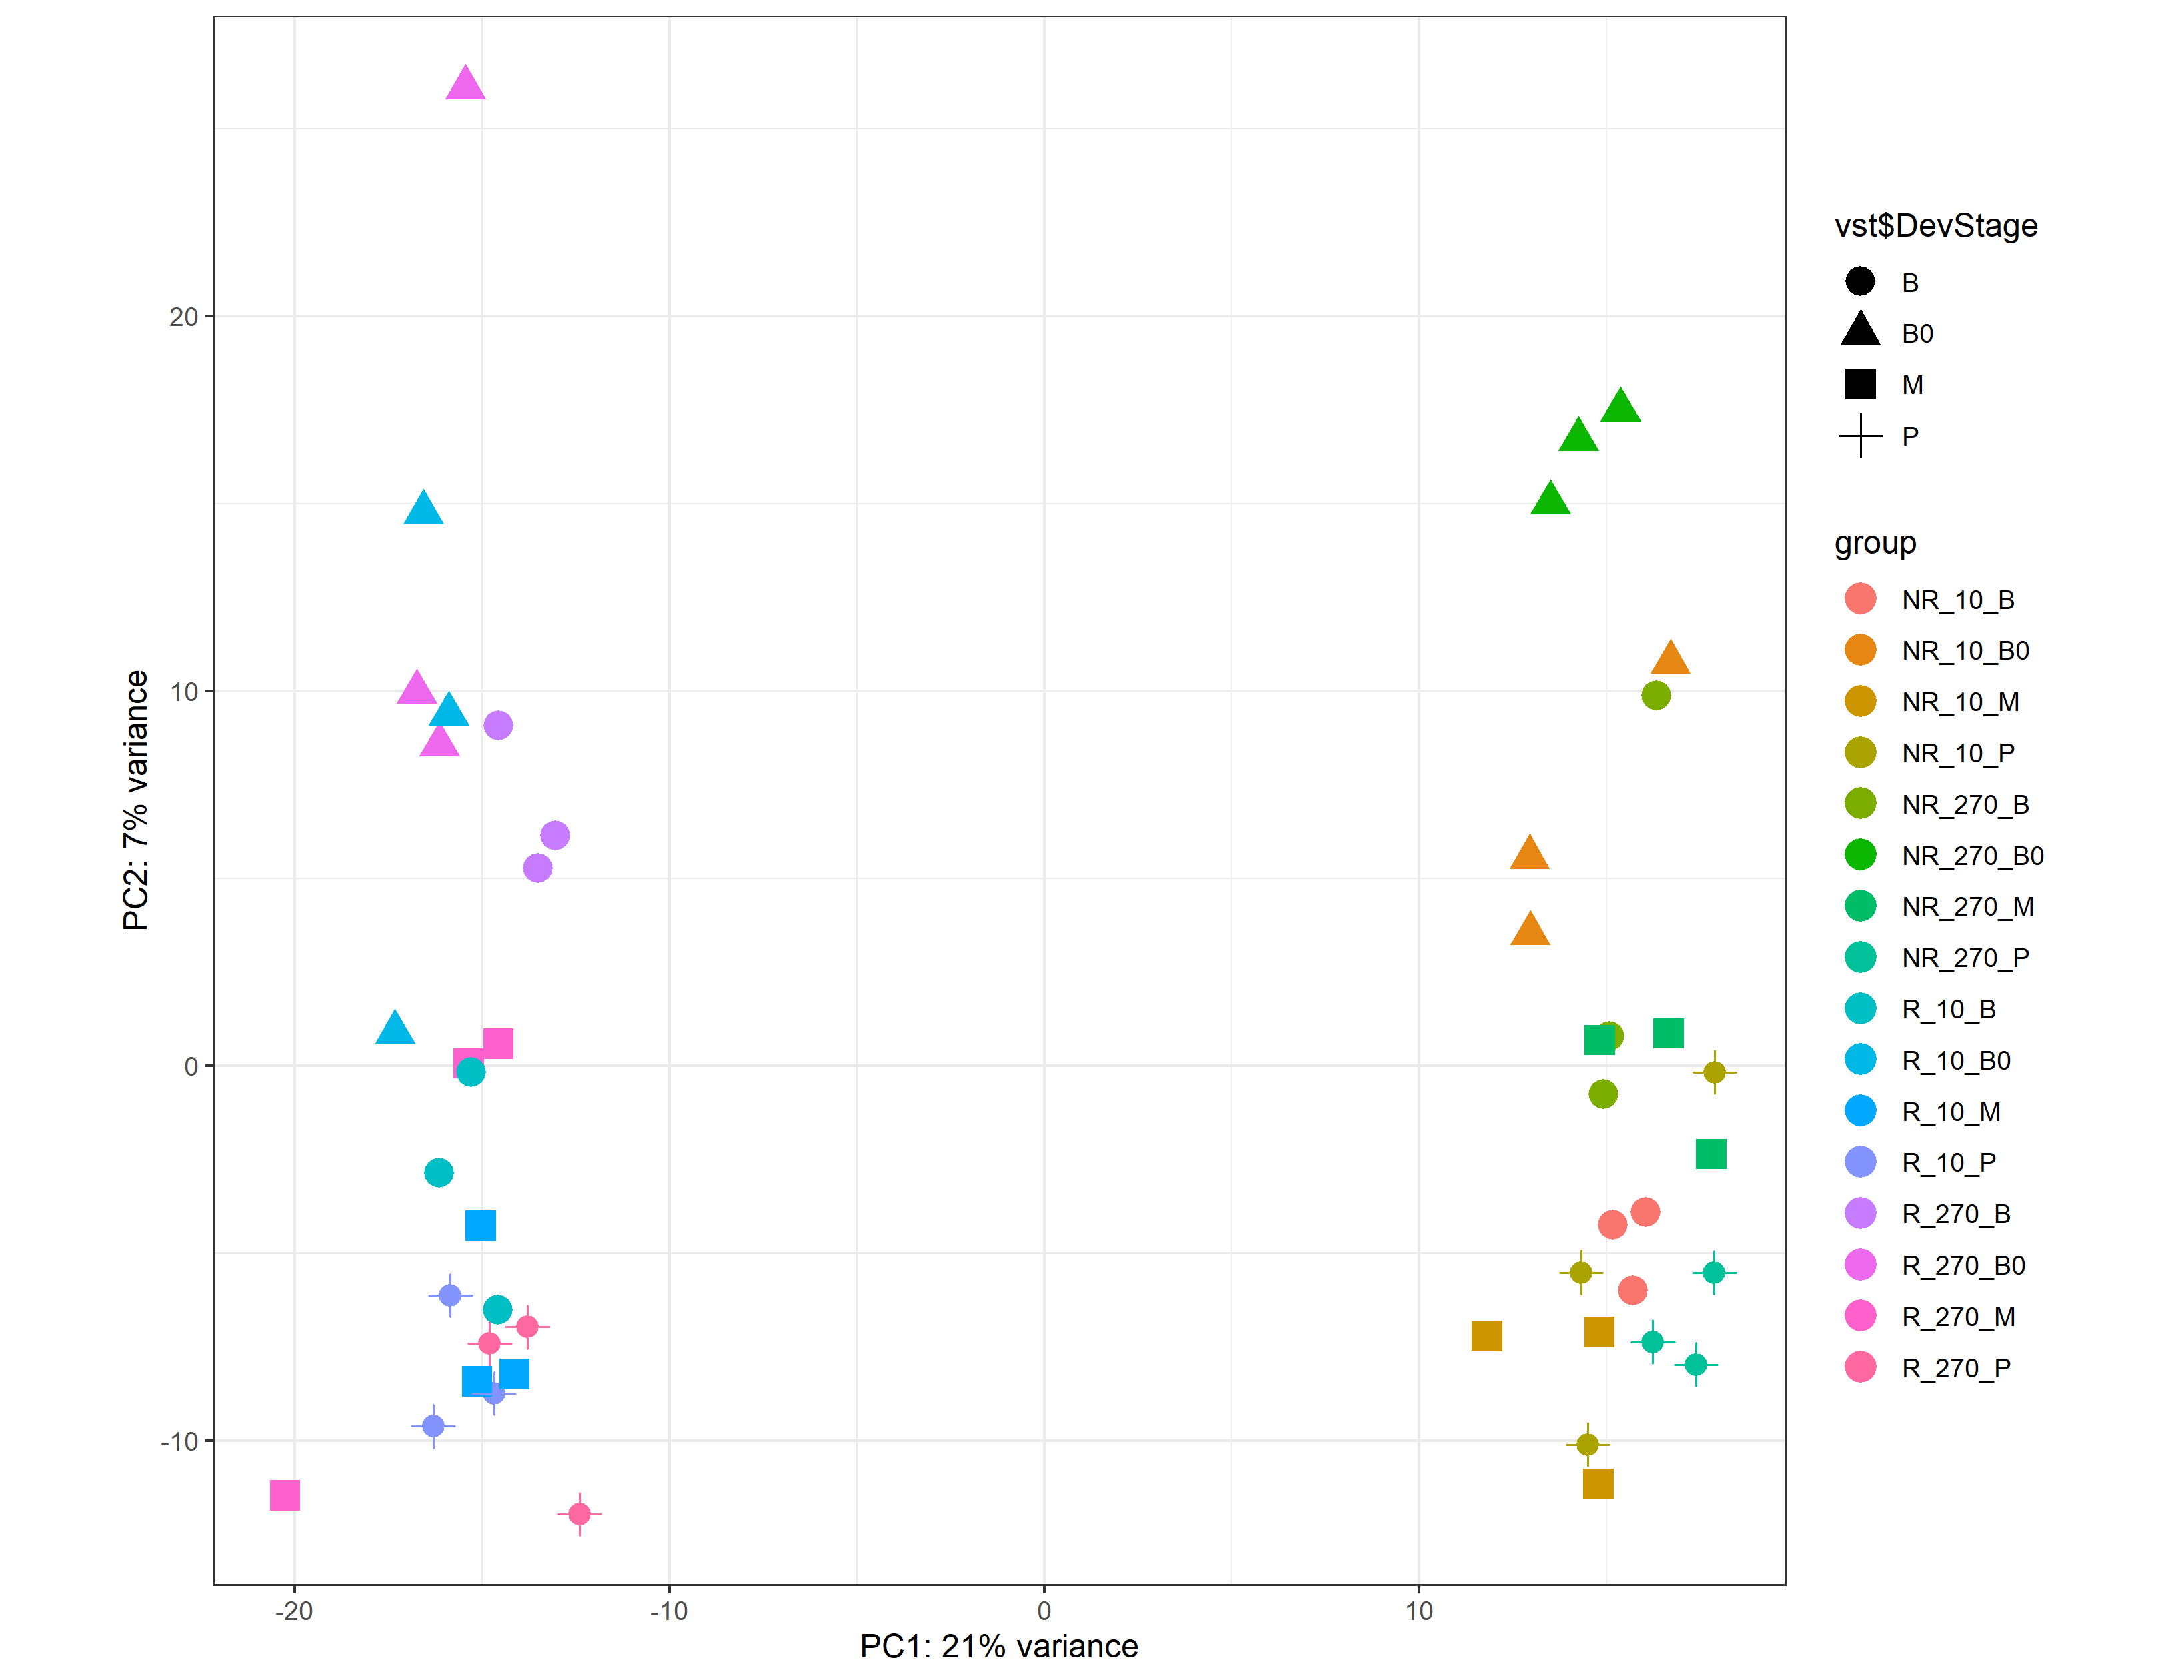 PC2: 7% variance
20
10
0
-10
-20
-10
0
10
PC1: 21% variance
vst$DevStage
B
B0
M
P
group
NR_10_B
NR_10_B0
NR_10_M
NR_10_P
NR_270_B
NR_270_B0
NR_270_M
NR_270_P
R_10_B
R_10_B0
R_10_M
R_10_P
R_270_B
R_270_B0
R_270_M
R_270_P